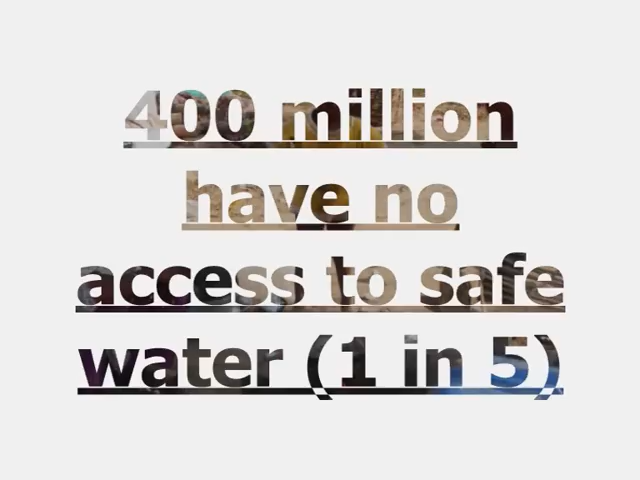 400 million
have no
access to safe
water (1 in 5)